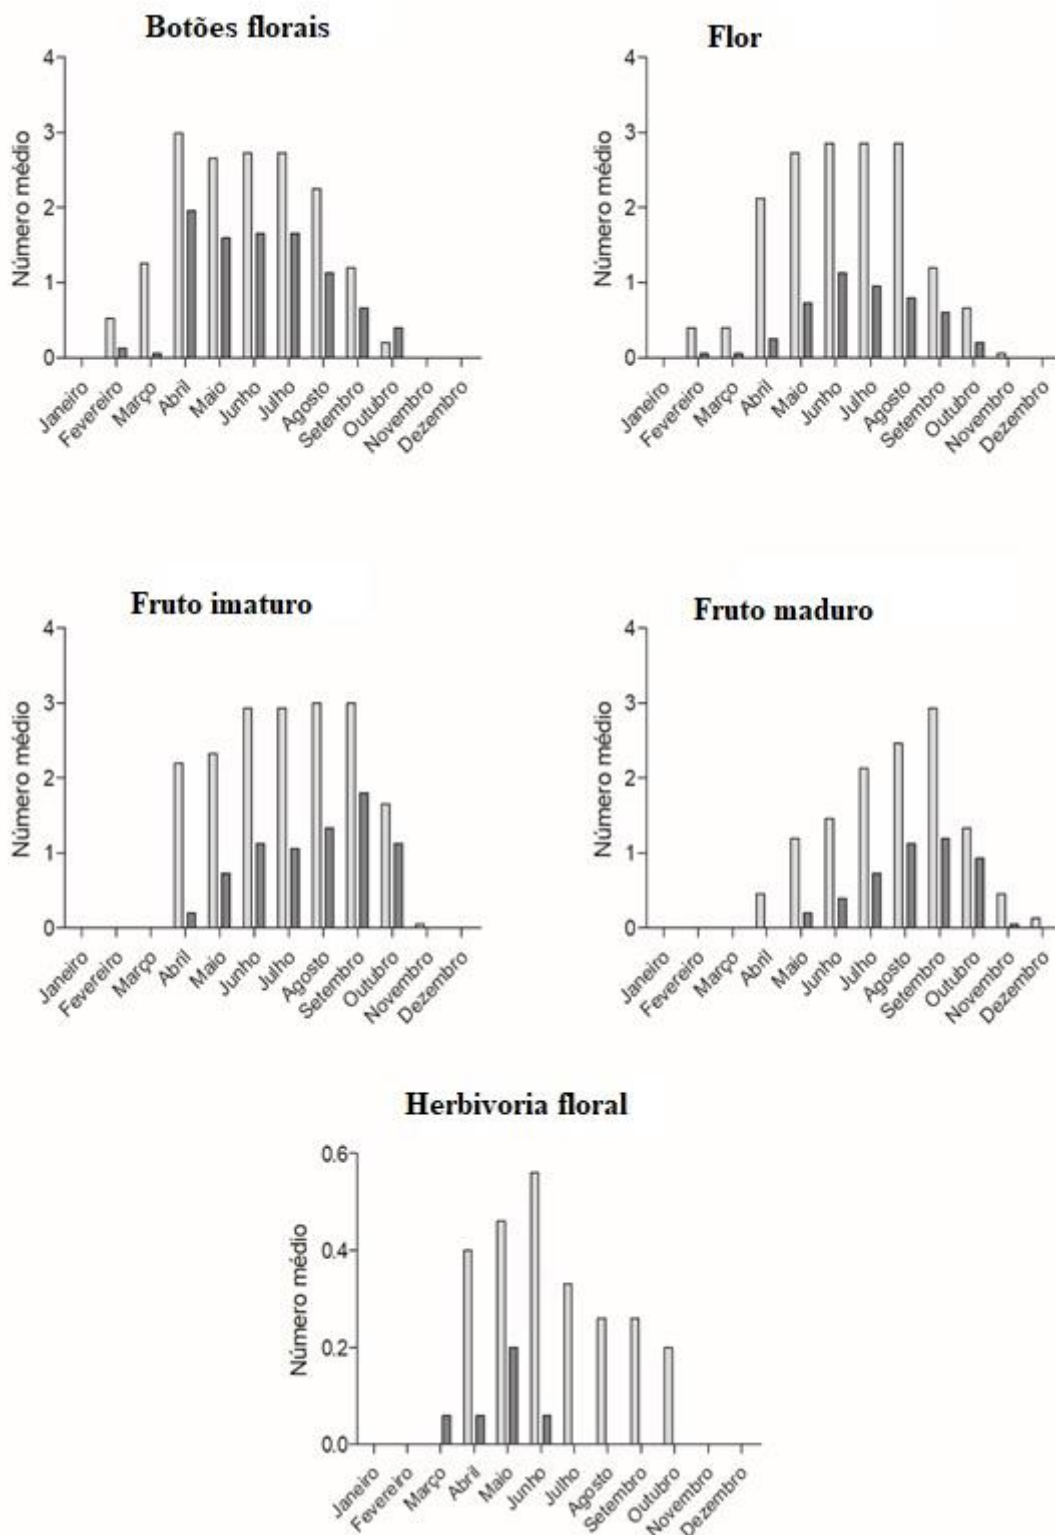 Botões florais
4
3
2
1
0
Número médio
Janeiro
Fevereiro
Março
Abril
Maio
Junho
Julho
Agosto
Setembro
Outubro
Novembro
Dezembro
Flor
4
3
2
1
0
Número médio
Janeiro
Fevereiro
Março
Abril
Maio
Junho
Julho
Agosto
Setembro
Outubro
Novembro
Dezembro
Fruto imaturo
4
3
2
1
0
Número médio
Janeiro
Fevereiro
Março
Abril
Maio
Junho
Julho
Agosto
Setembro
Outubro
Novembro
Dezembro
Fruto maduro
4
3
2
1
0
Número médio
Janeiro
Fevereiro
Março
Abril
Maio
Junho
Julho
Agosto
Setembro
Outubro
Novembro
Dezembro
Herbivoria floral
0.6
0.4
0.2
0.0
Número médio
Janeiro
Fevereiro
Março
Abril
Maio
Junho
Julho
Agosto
Setembro
Outubro
Novembro
Dezembro